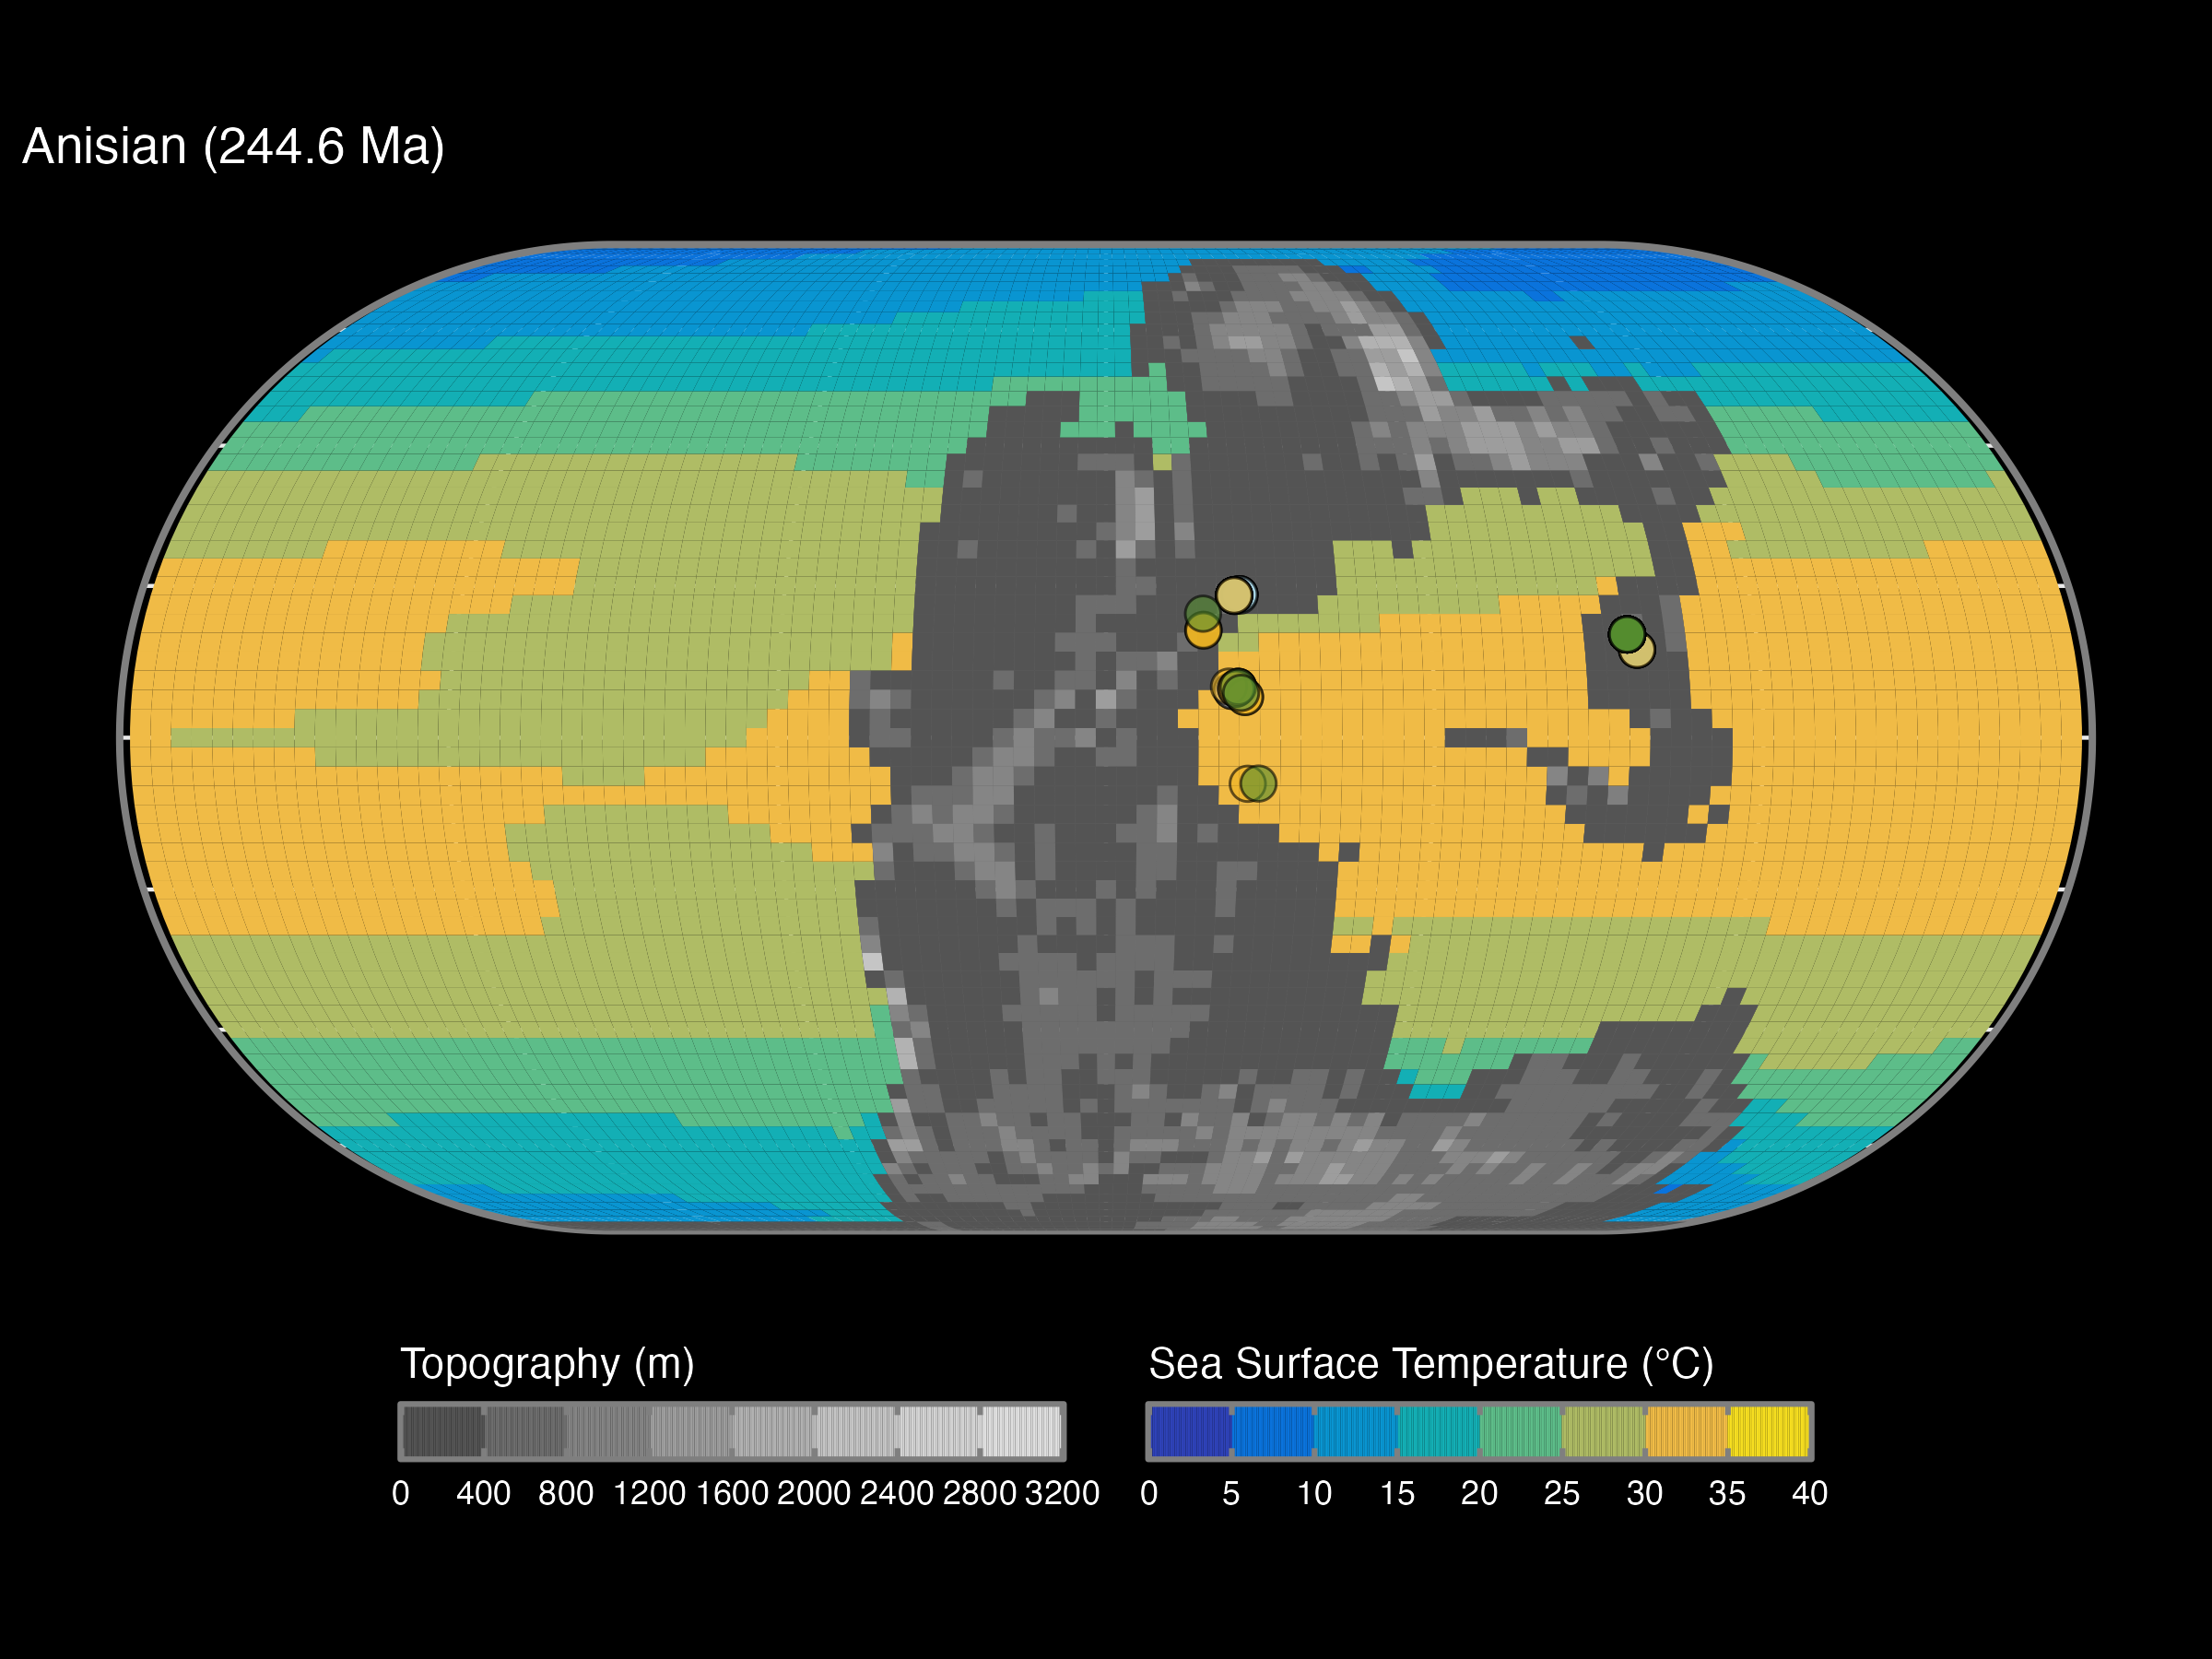 Anisian (244.6 Ma)
Topography (m)
0 400 800 1200 1600 2000 2400 2800 3200
Sea Surface Temperature (°C)
0 5 10 15 20 25 30 35 40